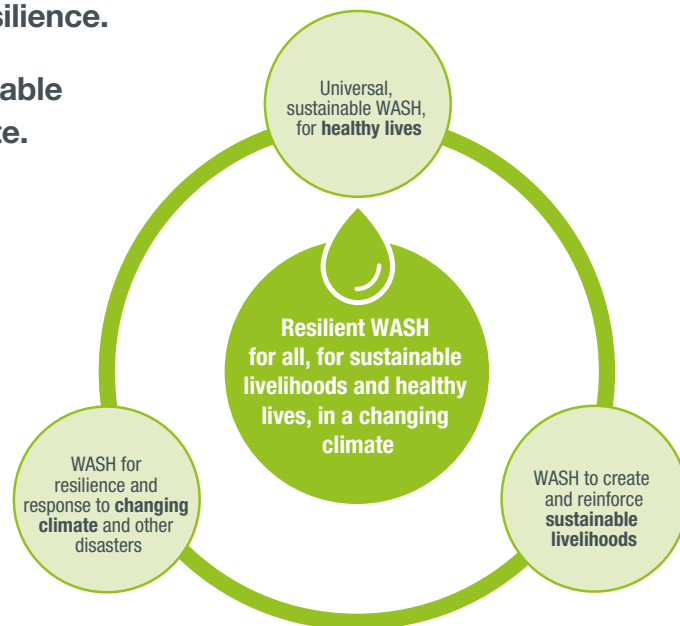 silience.
able
te.
Universal,
sustainable WASH,
for healthy lives
Resilient WASH
for all, for sustainable
livelihoods and healthy
lives, in a changing
climate
WASH for
resilience and
response to changing
climate and other
disasters
WASH to create
and reinforce
sustainable
livelihoods